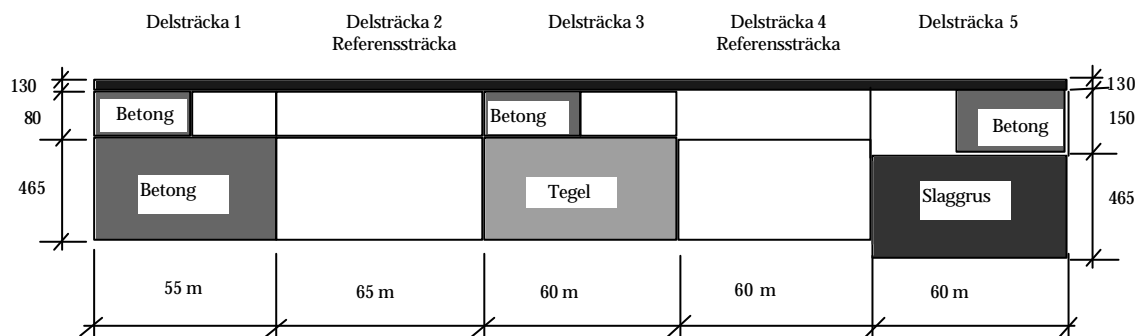 Delsträcka 1
Delsträcka 2
Referenssträcka
Delsträcka 3
Delsträcka 4
Referenssträcka
Delsträcka 5
130
80
465
Betong
Betong
Betong
Tegel
Betong
Slaggrus
130
150
465
55 m
65 m
60 m
60 m
60 m